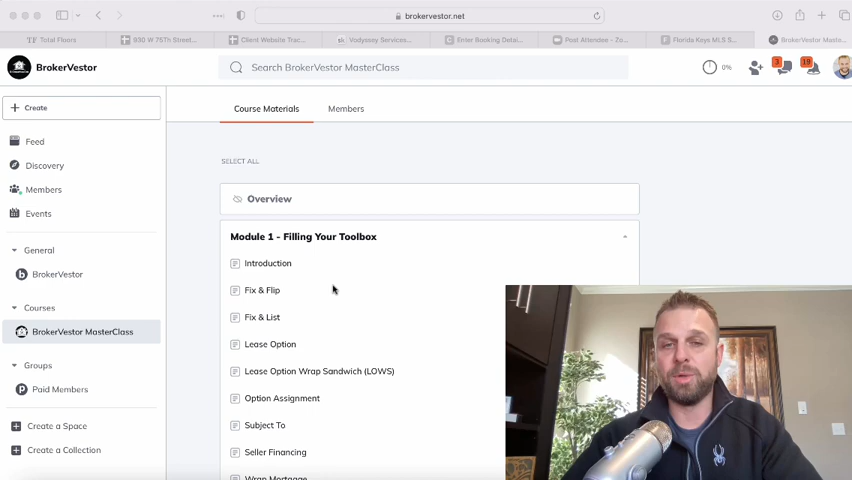 brokervestor.net
Total Floors
930 W 75Th Street...
Client Website Trac...
Vodyssey Services...
Enter Booking Detai...
Post Attendee - Zo...
Florida Keys MLS S...
BrokerVestor Maste...
BrokerVestor
Search BrokerVestor MasterClass
0%
3
19
Create
Course Materials
Members
Feed
Discovery
Members
Events
General
BrokerVestor
Courses
BrokerVestor MasterClass
Groups
Paid Members
Create a Space
Create a Collection
SELECT ALL
Overview
Module 1 - Filling Your Toolbox
Introduction
Fix & Flip
Fix & List
Lease Option
Lease Option Wrap Sandwich (LOWS)
Option Assignment
Subject To
Seller Financing
Wrap Mortgage